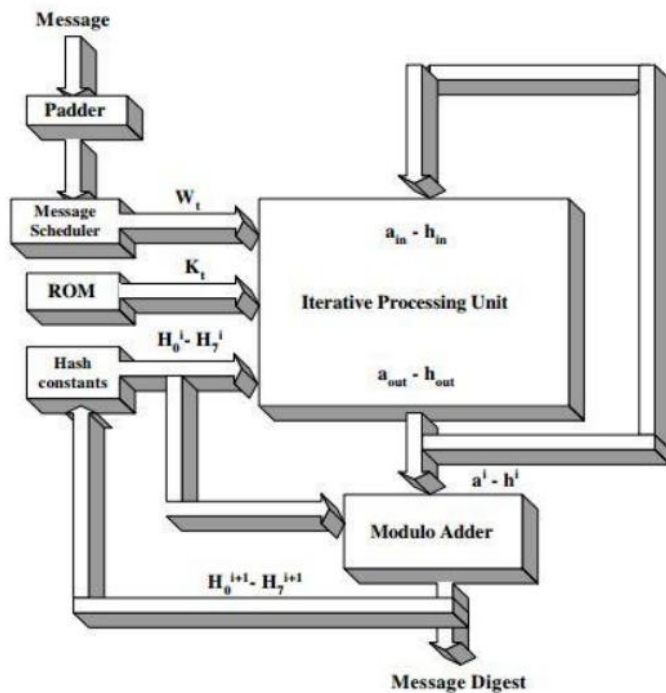 Message
Padder
Message
Scheduler
W_t
a_in - h_in
ROM
K_t
Iterative Processing Unit
Hash
constants
H_0^i - H_7^i
a_out - h_out
a^i - h^i
Modulo Adder
H_0^{i+1} - H_7^{i+1}
Message Digest